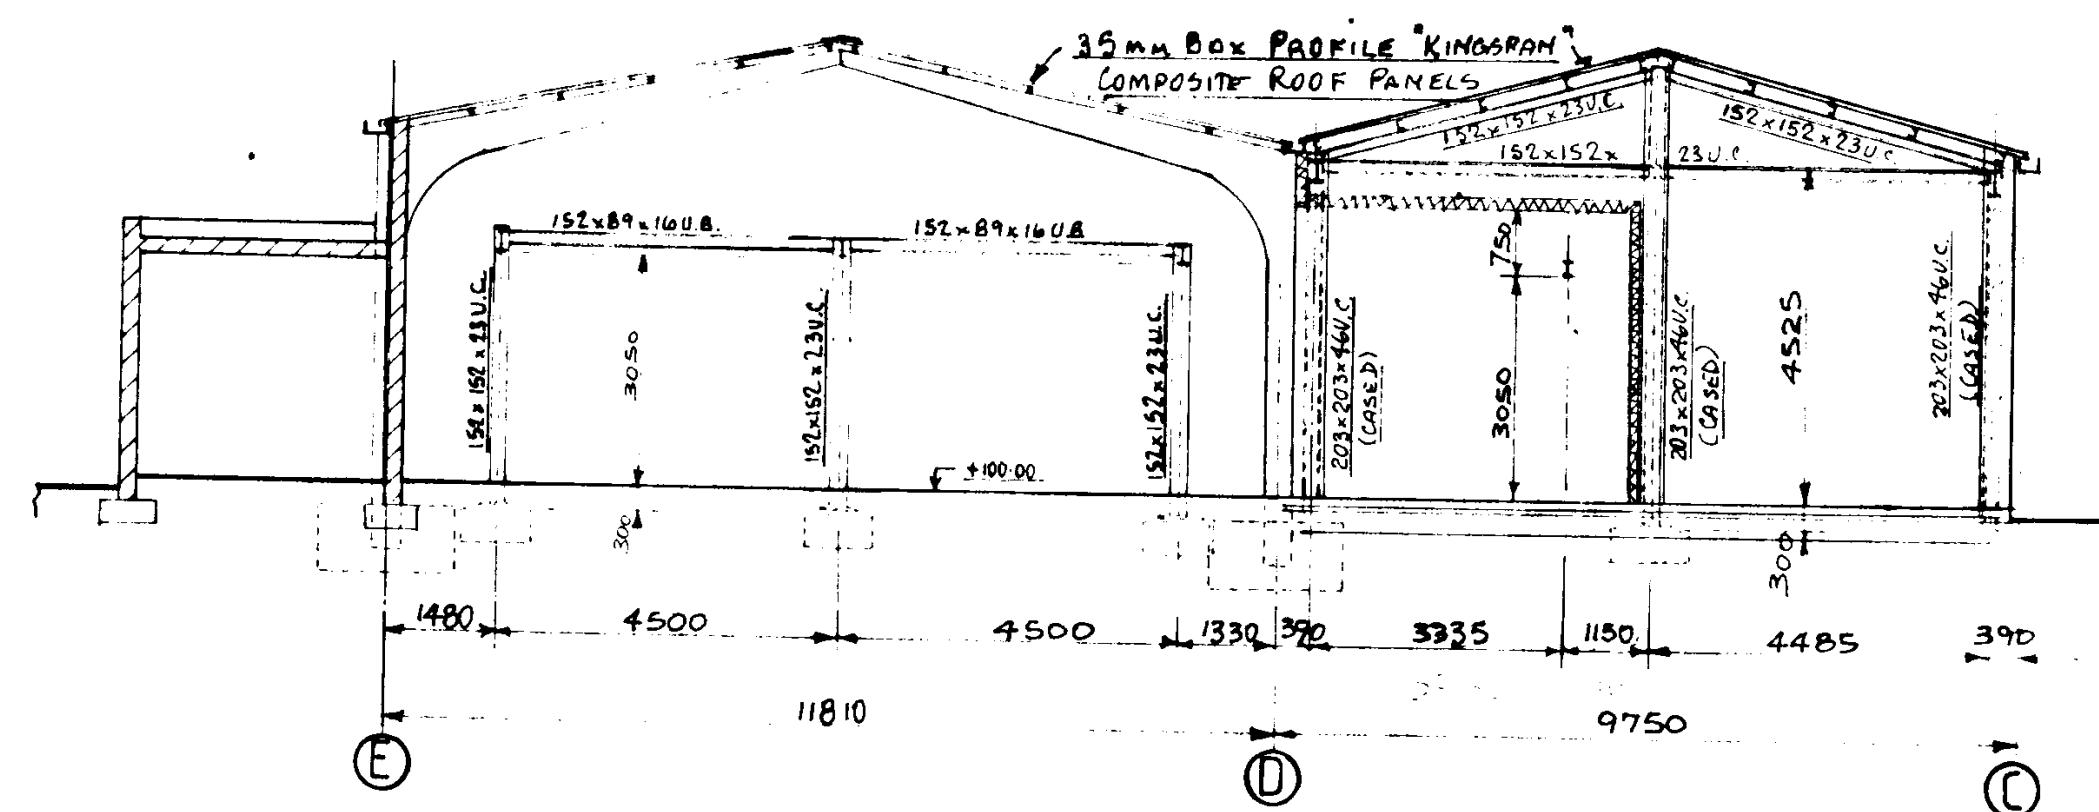 35mm BOX PROFILE "KINGSPAN"
COMPOSITE ROOF PANELS
152x152x23U.C.
152x152x23U.C.
152x152x 23U.C.
152x89x16U.B.
152x89x16UB
152x152x23U.C.
3050
152x152x23U.C
152x152x23U.C.
+100.00
203x203x46U.C
(CASED)
750
3050
203x203x46U.C.
(CASED)
4525
203x203x46U.C.
(CASED)
300
300
1480
4500
4500
1330
390
3335
1150
4485
390
11810
9750
E
D
C